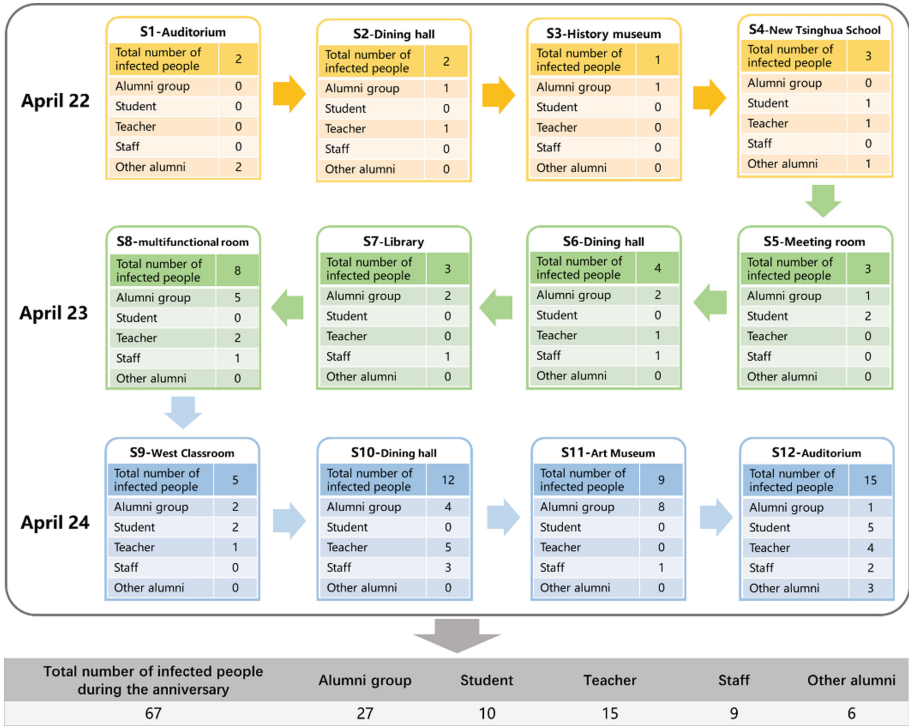 April 22
S1-Auditorium
Total number of
infected people 2
Alumni group 0
Student 0
Teacher 0
Staff 0
Other alumni 2
S2-Dining hall
Total number of
infected people 2
Alumni group 1
Student 0
Teacher 1
Staff 0
Other alumni 0
S3-History museum
Total number of
infected people 1
Alumni group 1
Student 0
Teacher 0
Staff 0
Other alumni 0
S4-New Tsinghua School
Total number of
infected people 3
Alumni group 0
Student 1
Teacher 1
Staff 0
Other alumni 1
April 23
S8-multifunctional room
Total number of
infected people 8
Alumni group 5
Student 0
Teacher 2
Staff 1
Other alumni 0
S7-Library
Total number of
infected people 3
Alumni group 2
Student 0
Teacher 0
Staff 1
Other alumni 0
S6-Dining hall
Total number of
infected people 4
Alumni group 2
Student 0
Teacher 1
Staff 1
Other alumni 0
S5-Meeting room
Total number of
infected people 3
Alumni group 1
Student 2
Teacher 0
Staff 0
Other alumni 0
April 24
S9-West Classroom
Total number of
infected people 5
Alumni group 2
Student 2
Teacher 1
Staff 0
Other alumni 0
S10-Dining hall
Total number of
infected people 12
Alumni group 4
Student 0
Teacher 5
Staff 3
Other alumni 0
S11-Art Museum
Total number of
infected people 9
Alumni group 8
Student 0
Teacher 0
Staff 1
Other alumni 0
S12-Auditorium
Total number of
infected people 15
Alumni group 1
Student 5
Teacher 4
Staff 2
Other alumni 3
Total number of infected people
during the anniversary Alumni group Student Teacher Staff Other alumni
67 27 10 15 9 6